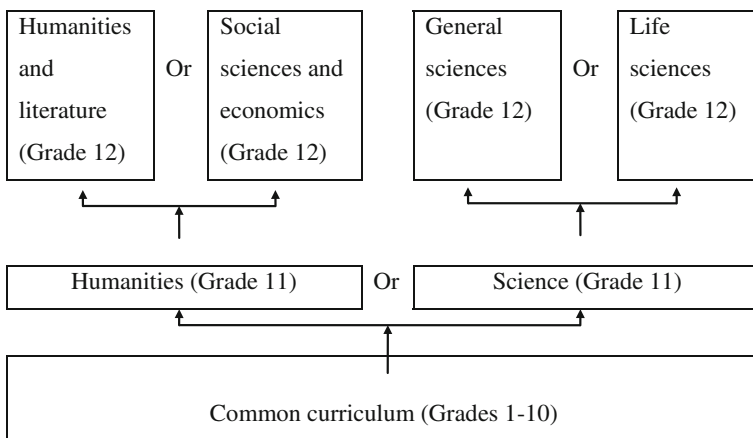 Humanities
and
literature
(Grade 12)
Or
Social
sciences and
economics
(Grade 12)
General
sciences
(Grade 12)
Or
Life
sciences
(Grade 12)
Humanities (Grade 11)
Or
Science (Grade 11)
Common curriculum (Grades 1-10)